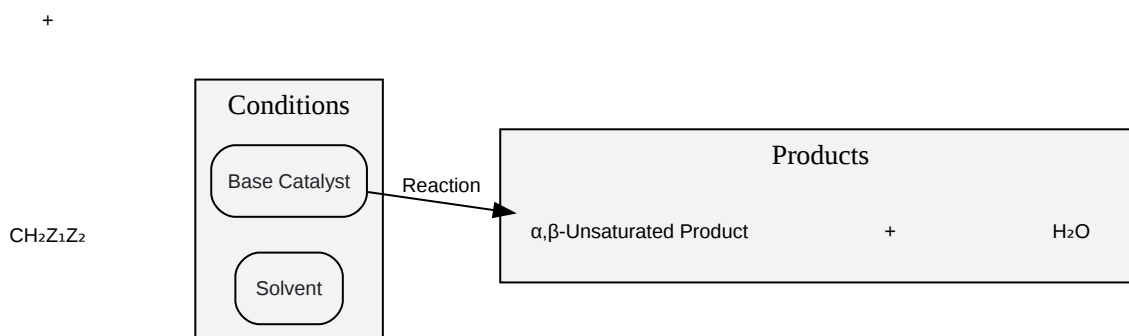 +
CH₂Z₁Z₂
Conditions
Base Catalyst
Solvent
Reaction
Products
α,β-Unsaturated Product
+
H₂O